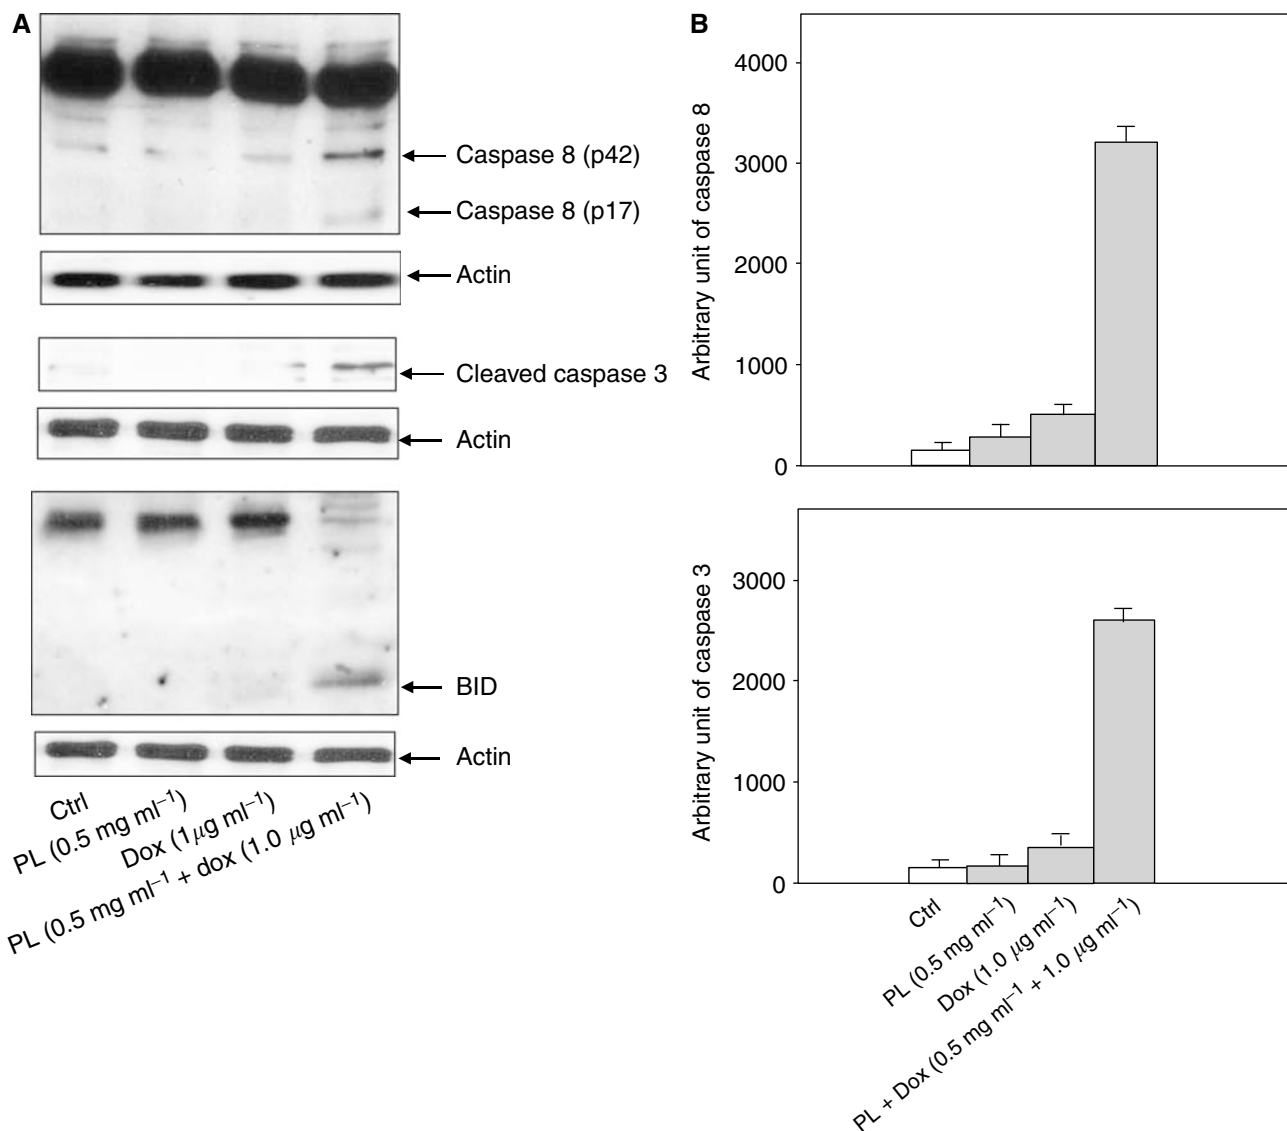 A
Caspase 8 (p42)
Caspase 8 (p17)
Actin
Cleaved caspase 3
Actin
BID
Actin
Ctrl
PL (0.5 mg ml⁻¹)
Dox (1 μg ml⁻¹)
PL (0.5 mg ml⁻¹ + dox (1.0 μg ml⁻¹)
B
Arbitrary unit of caspase 8
4000
3000
2000
1000
0
Arbitrary unit of caspase 3
3000
2000
1000
0
Ctrl
PL (0.5 mg ml⁻¹)
Dox (1.0 μg ml⁻¹)
PL + Dox (0.5 mg ml⁻¹ + 1.0 μg ml⁻¹)